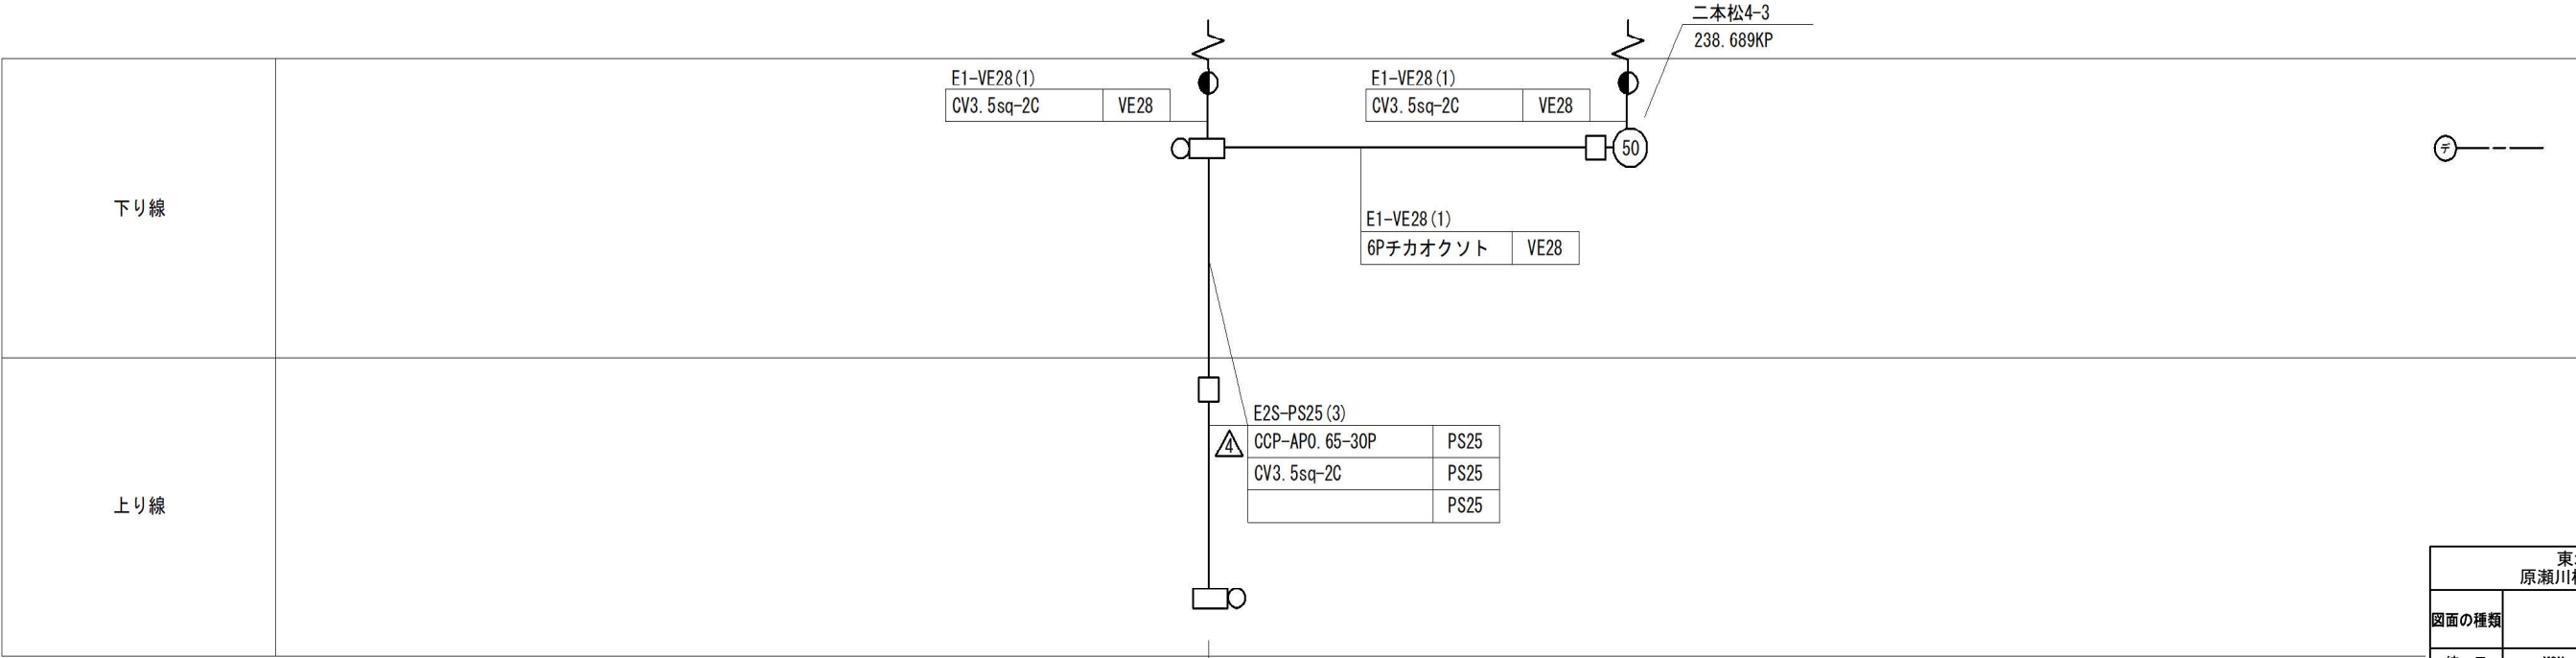 二本松4-3
238.689KP
E1-VE28(1)
CV3.5sq-2C VE28
E1-VE28(1)
CV3.5sq-2C VE28
50
デ
下り線
E1-VE28(1)
6Pチカオクソト VE28
E2S-PS25(3)
4 CCP-AP0.65-30P PS25
CV3.5sq-2C PS25
PS25
上り線
東
原瀬川
図面の種類